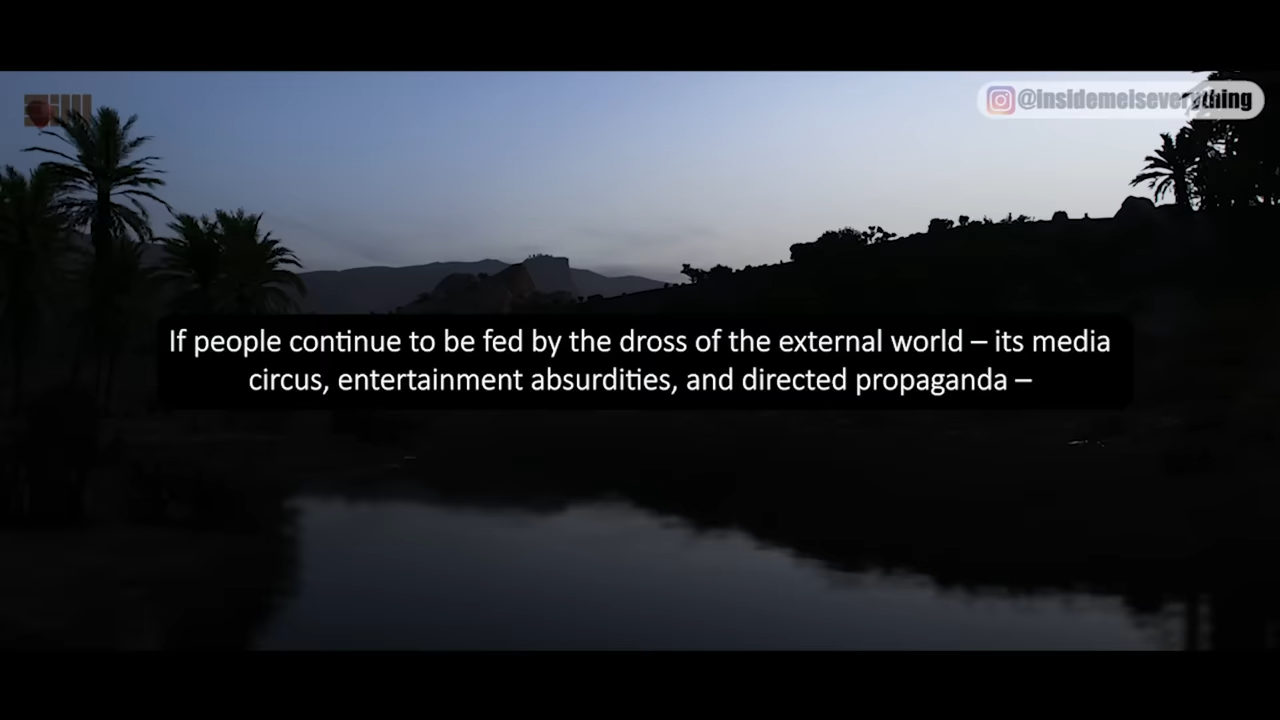 @insidemeiseverything
If people continue to be fed by the dross of the external world – its media
circus, entertainment absurdities, and directed propaganda –